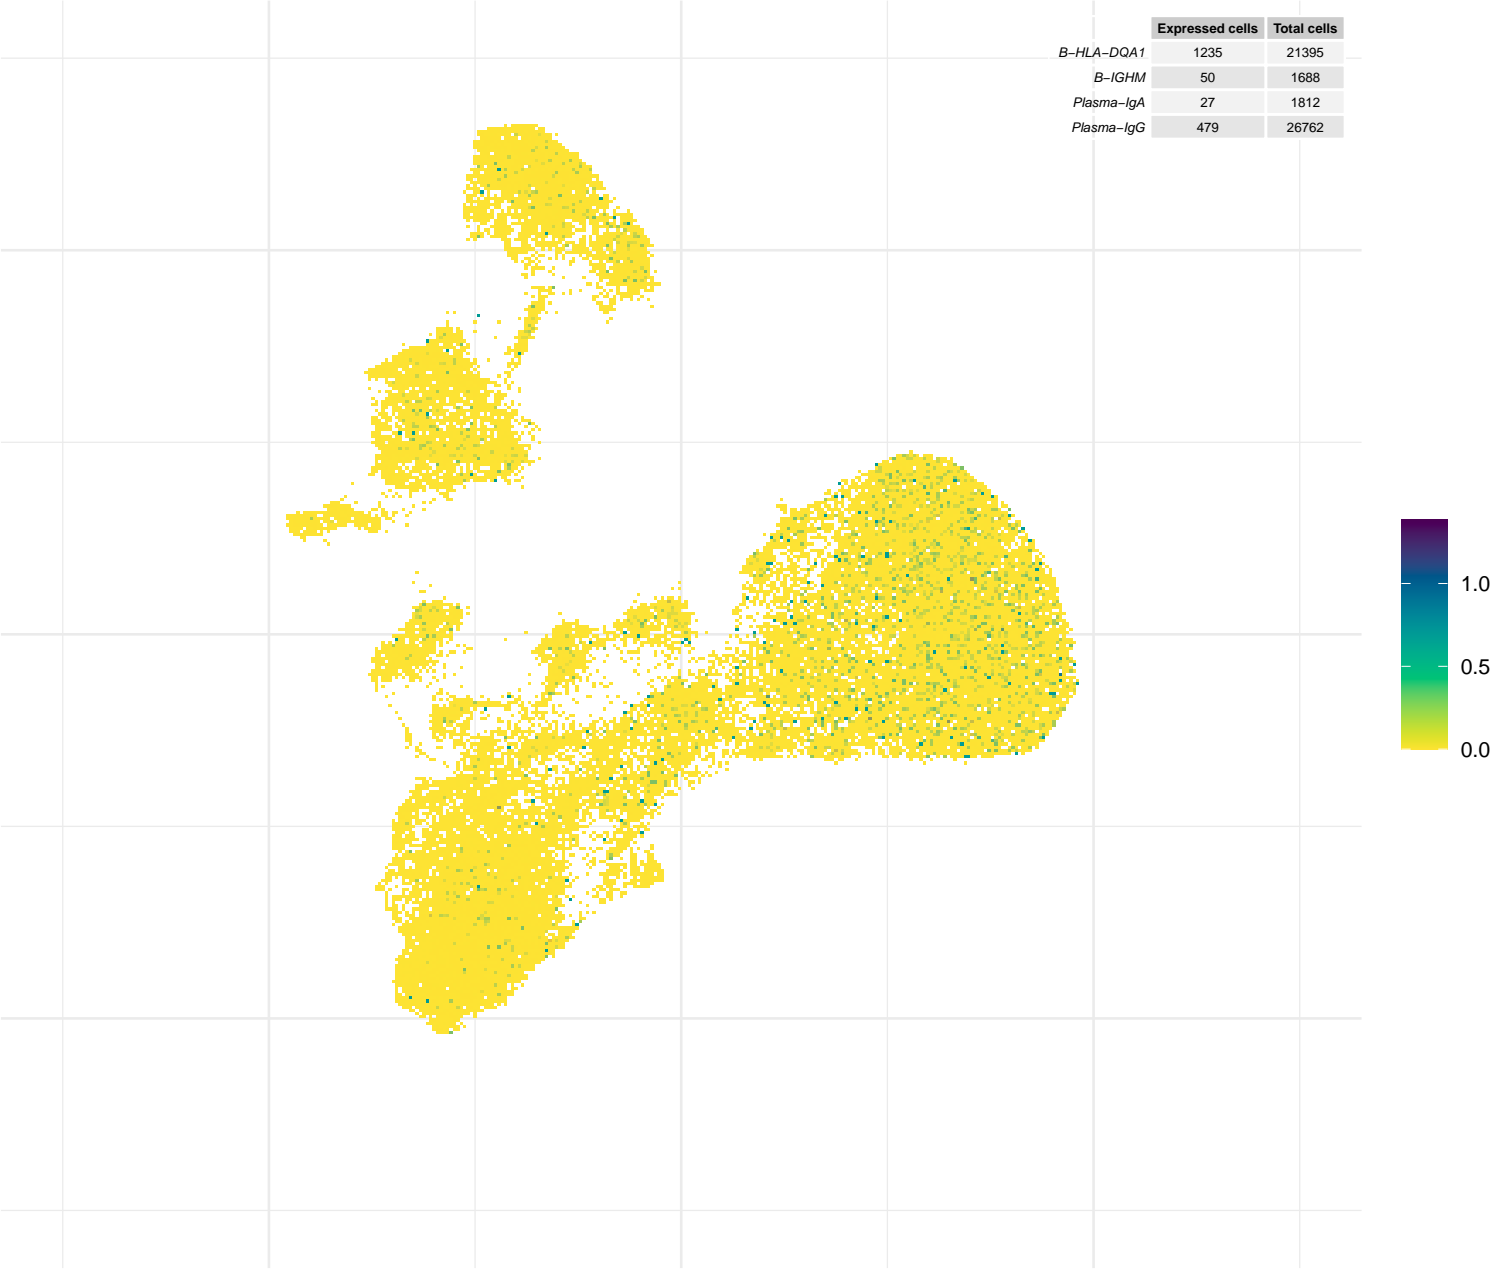 Expressed cells Total cells
B−HLA−DQA1 1235 21395
B−IGHM 50 1688
Plasma−IgA 27 1812
Plasma−IgG 479 26762
1.0
0.5
0.0